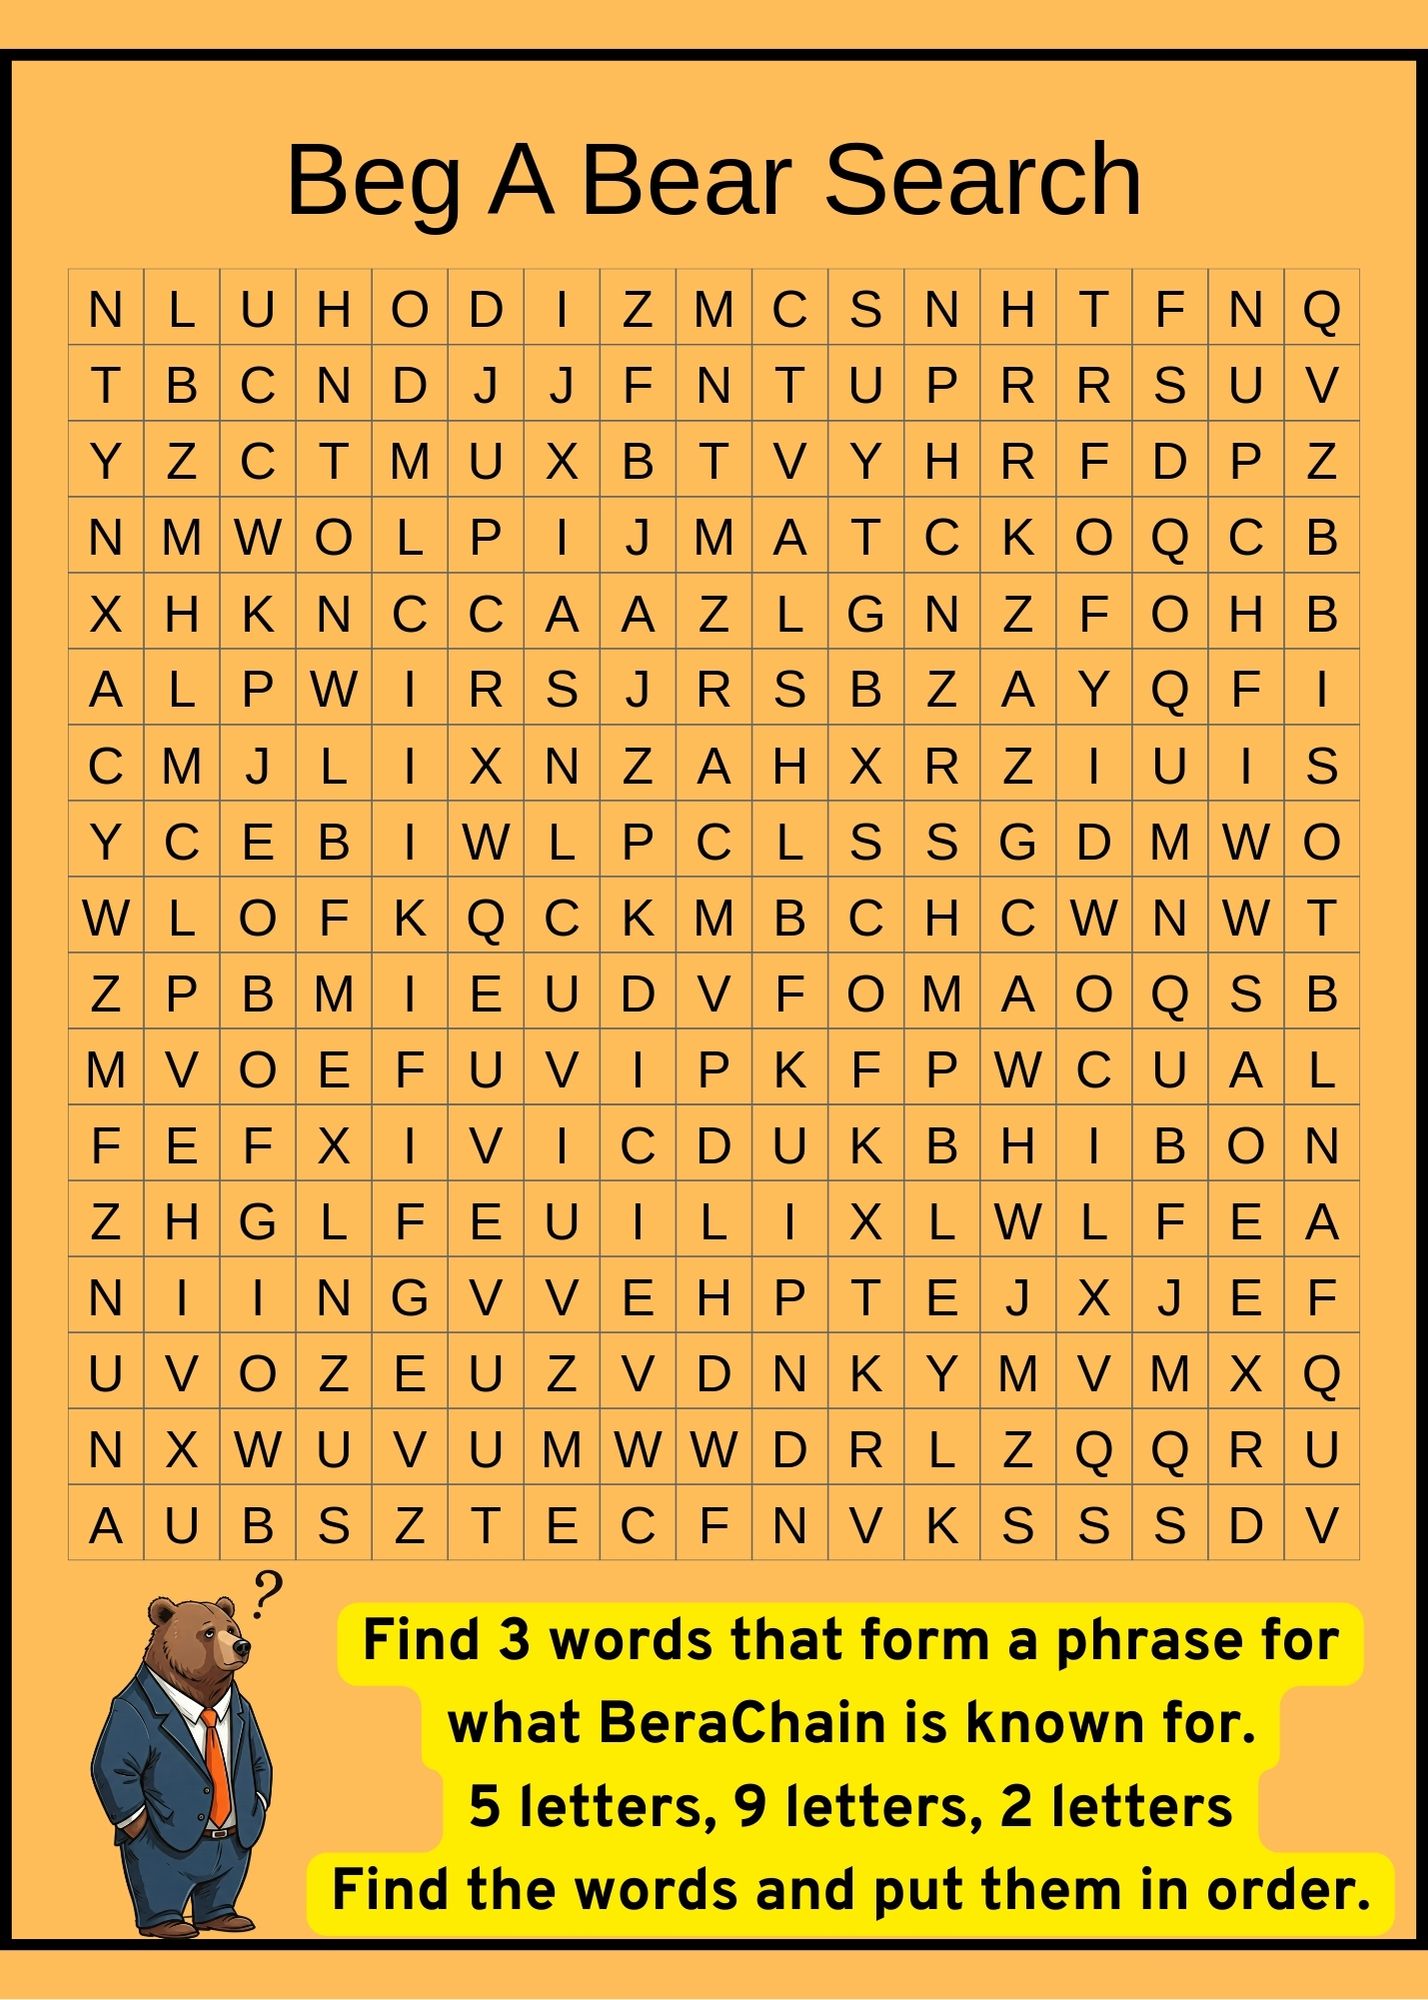 Beg A Bear Search
N L U H O D I Z M C S N H T F N Q
T B C N D J J F N T U P R R S U V
Y Z C T M U X B T V Y H R F D P Z
N M W O L P I J M A T C K O Q C B
X H K N C C A A Z L G N Z F O H B
A L P W I R S J R S B Z A Y Q F I
C M J L I X N Z A H X R Z I U I S
Y C E B I W L P C L S S G D M W O
W L O F K Q C K M B C H C W N W T
Z P B M I E U D V F O M A O Q S B
M V O E F U V I P K F P W C U A L
F E F X I V I C D U K B H I B O N
Z H G L F E U I L I X L W L F E A
N I I N G V V E H P T E J X J E F
U V O Z E U Z V D N K Y M V M X Q
N X W U V U M W W D R L Z Q Q R U
A U B S Z T E C F N V K S S S D V
?
Find 3 words that form a phrase for
what BeraChain is known for.
5 letters, 9 letters, 2 letters
Find the words and put them in order.